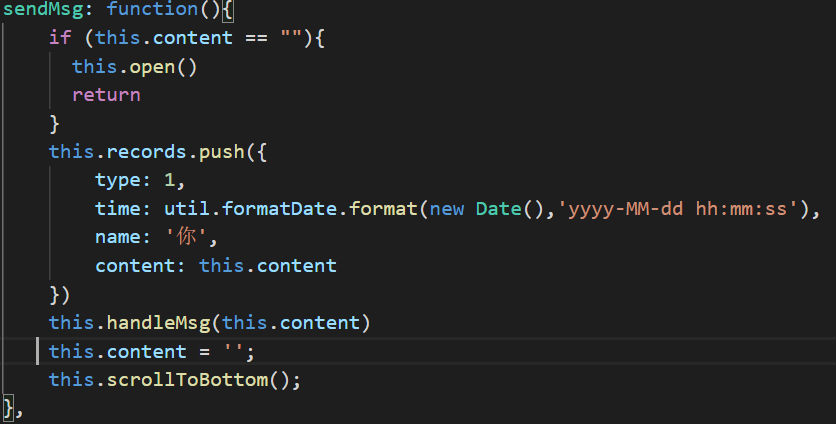 sendMsg: function(){
    if (this.content == ""){
      this.open()
      return
    }
    this.records.push({
        type: 1,
        time: util.formatDate.format(new Date(),'yyyy-MM-dd hh:mm:ss'),
        name: '你',
        content: this.content
    })
    this.handleMsg(this.content)
    this.content = '';
    this.scrollToBottom();
},